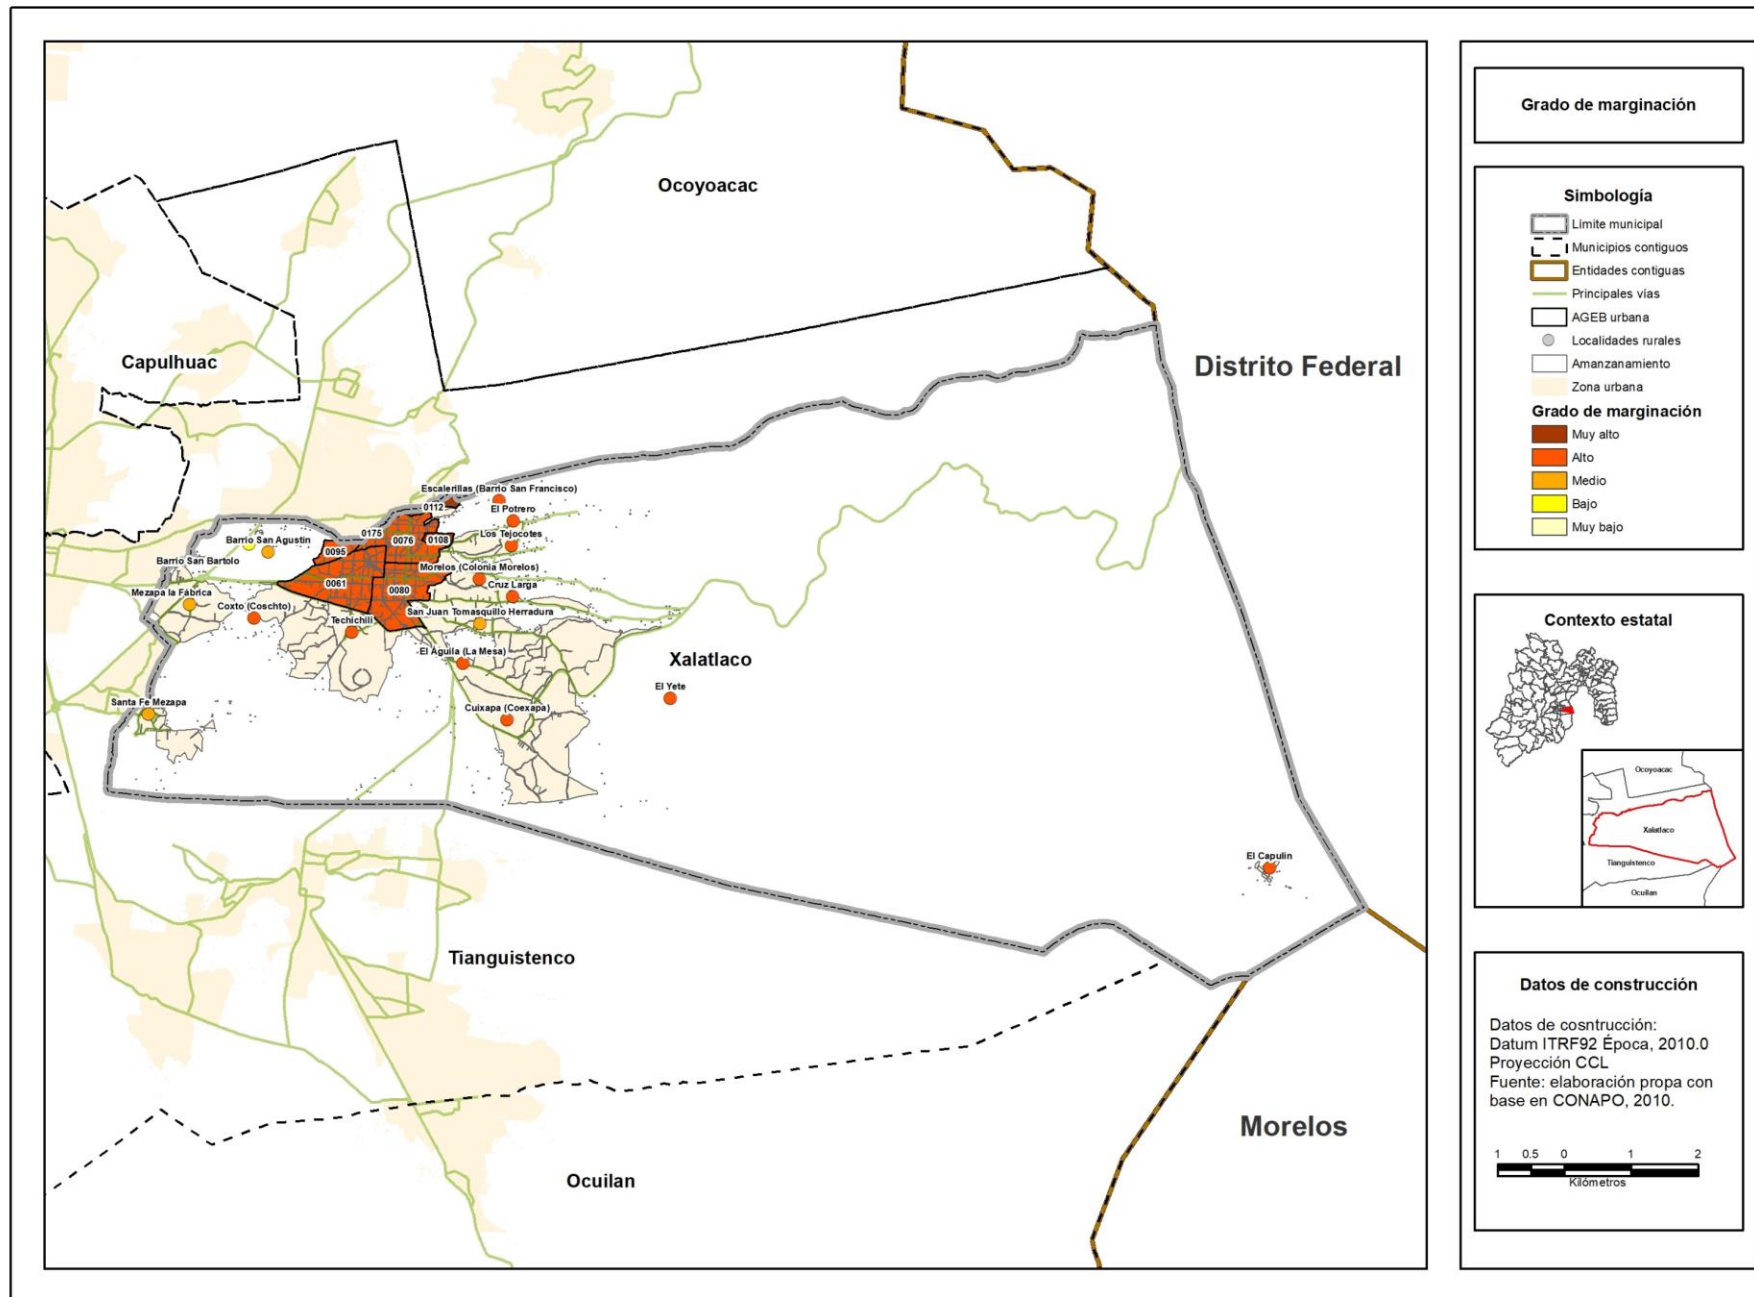 Ocoyoacac
Capulhuac
Distrito Federal
Escalerillas (Barrio San Francisco)
0112
El Potrero
0175
0076
0108
Los Tejocotes
Barrio San Agustin
0095
Barrio San Bartolo
Morelos (Colonia Morelos)
0061
Cruz Larga
0080
Mezapa la Fábrica
Coxto (Coschto)
San Juan Tomasquillo Herradura
Techichili
El Águila (La Mesa)
Xalatlaco
El Yete
Santa Fe Mezapa
Cuixapa (Coexapa)
El Capulin
Tianguistenco
Morelos
Ocuilan
Grado de marginación
Simbología
Límite municipal
Municipios contiguos
Entidades contiguas
Principales vías
AGEB urbana
Localidades rurales
Amanzanamiento
Zona urbana
Grado de marginación
Muy alto
Alto
Medio
Bajo
Muy bajo
Contexto estatal
Ocoyoacac
Xalatlaco
Tianguistenco
Ocuilan
Datos de construcción
Datos de cosntrucción:
Datum ITRF92 Época, 2010.0
Proyección CCL
Fuente: elaboración propa con
base en CONAPO, 2010.
1 0.5 0 1 2
Kilómetros